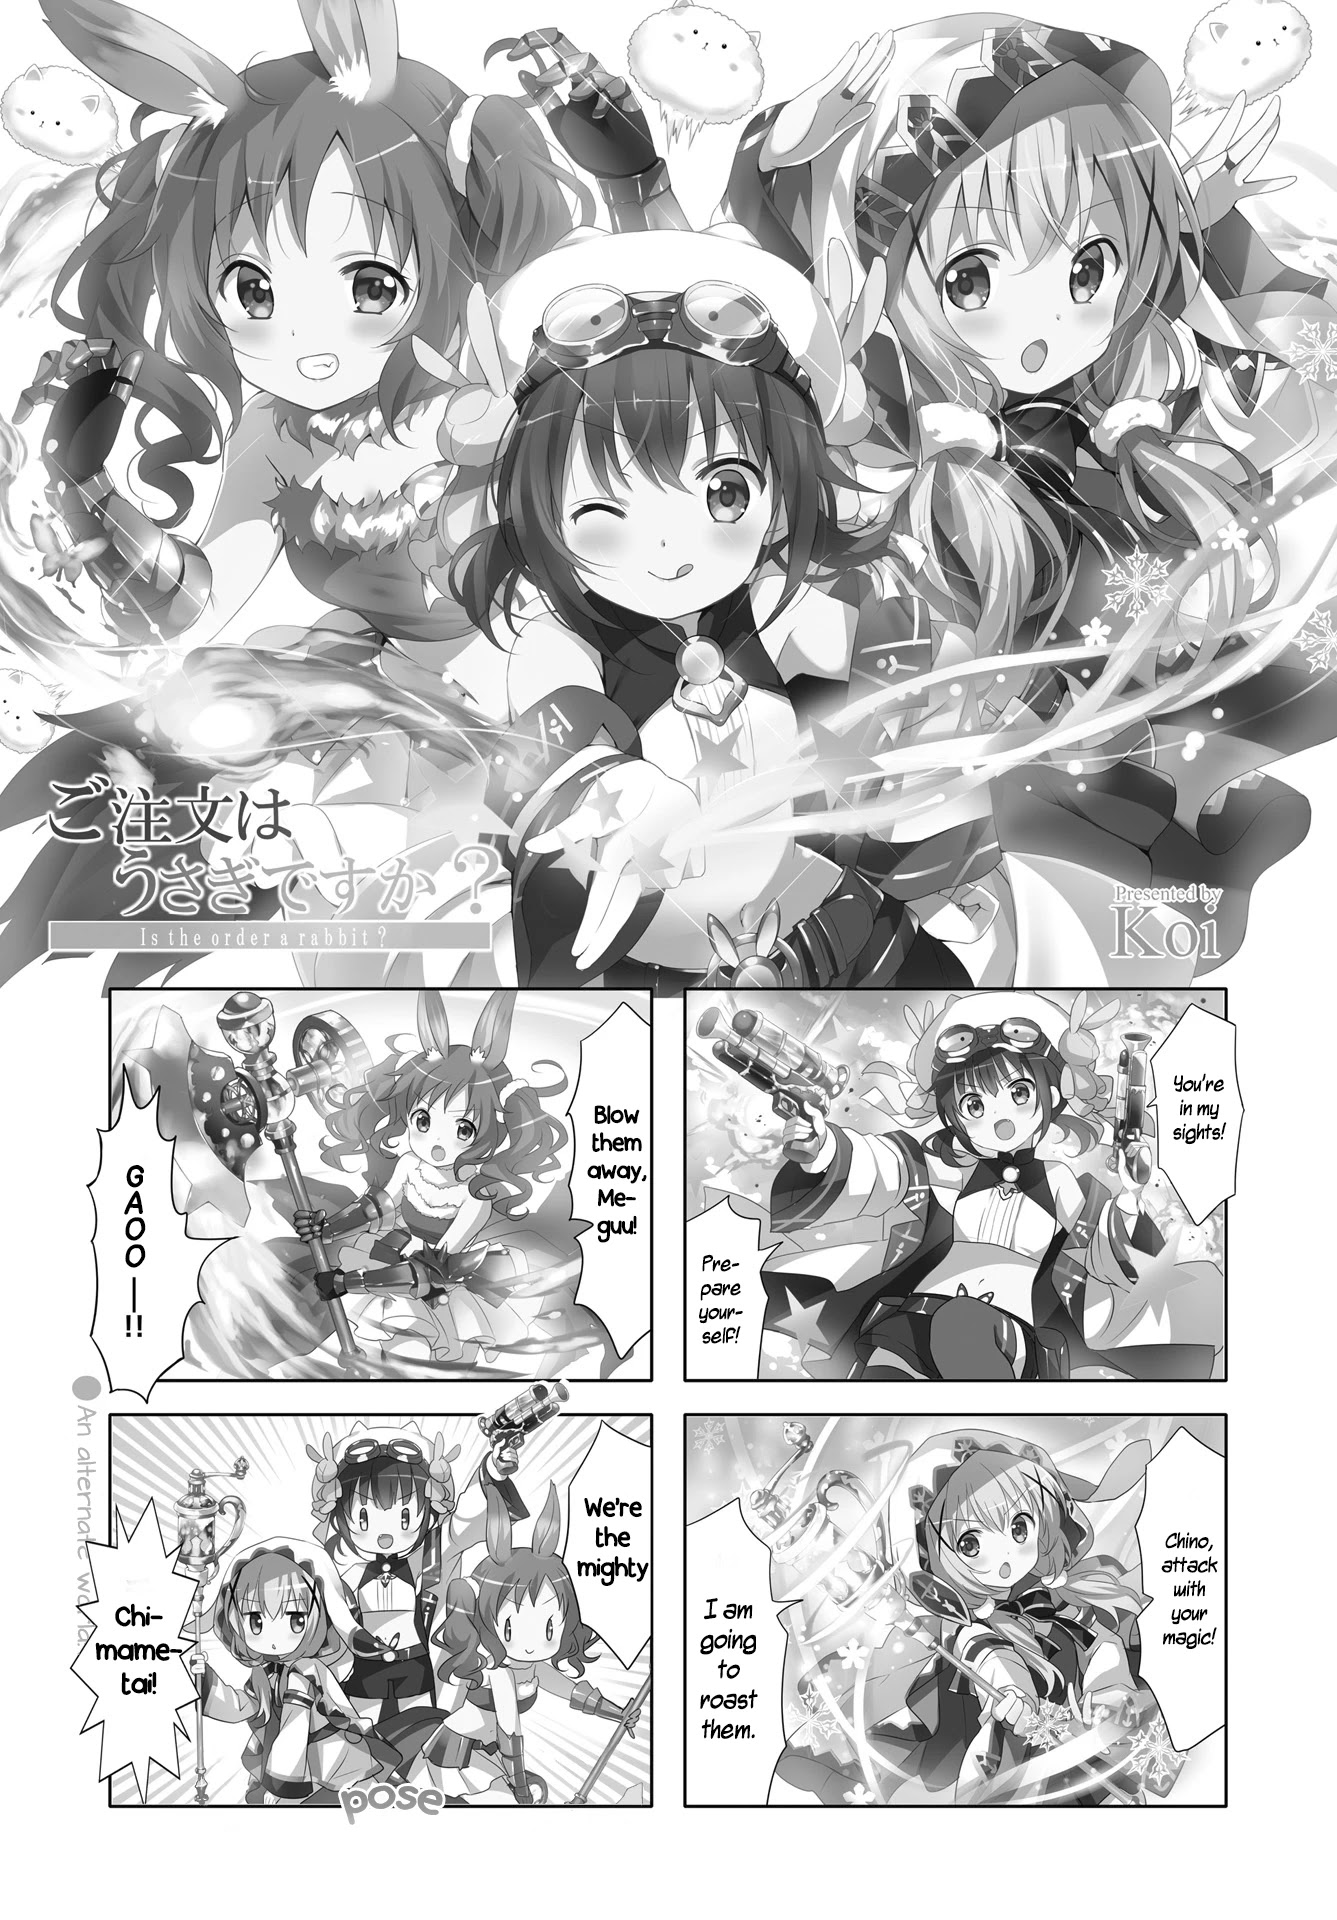 ご注文は
うさぎですか?
Is the order a rabbit?
Presented by
Koi
You're
in my
sights!
Pre-
pare
your-
self!
Chino,
attack
with
your
magic!
I am
going
to
roast
them.
Blow
them
away,
Me-
guu!
GAOO—!!
We're
the
mighty
Chi-
mame-
tai!
pose
An alternate world.